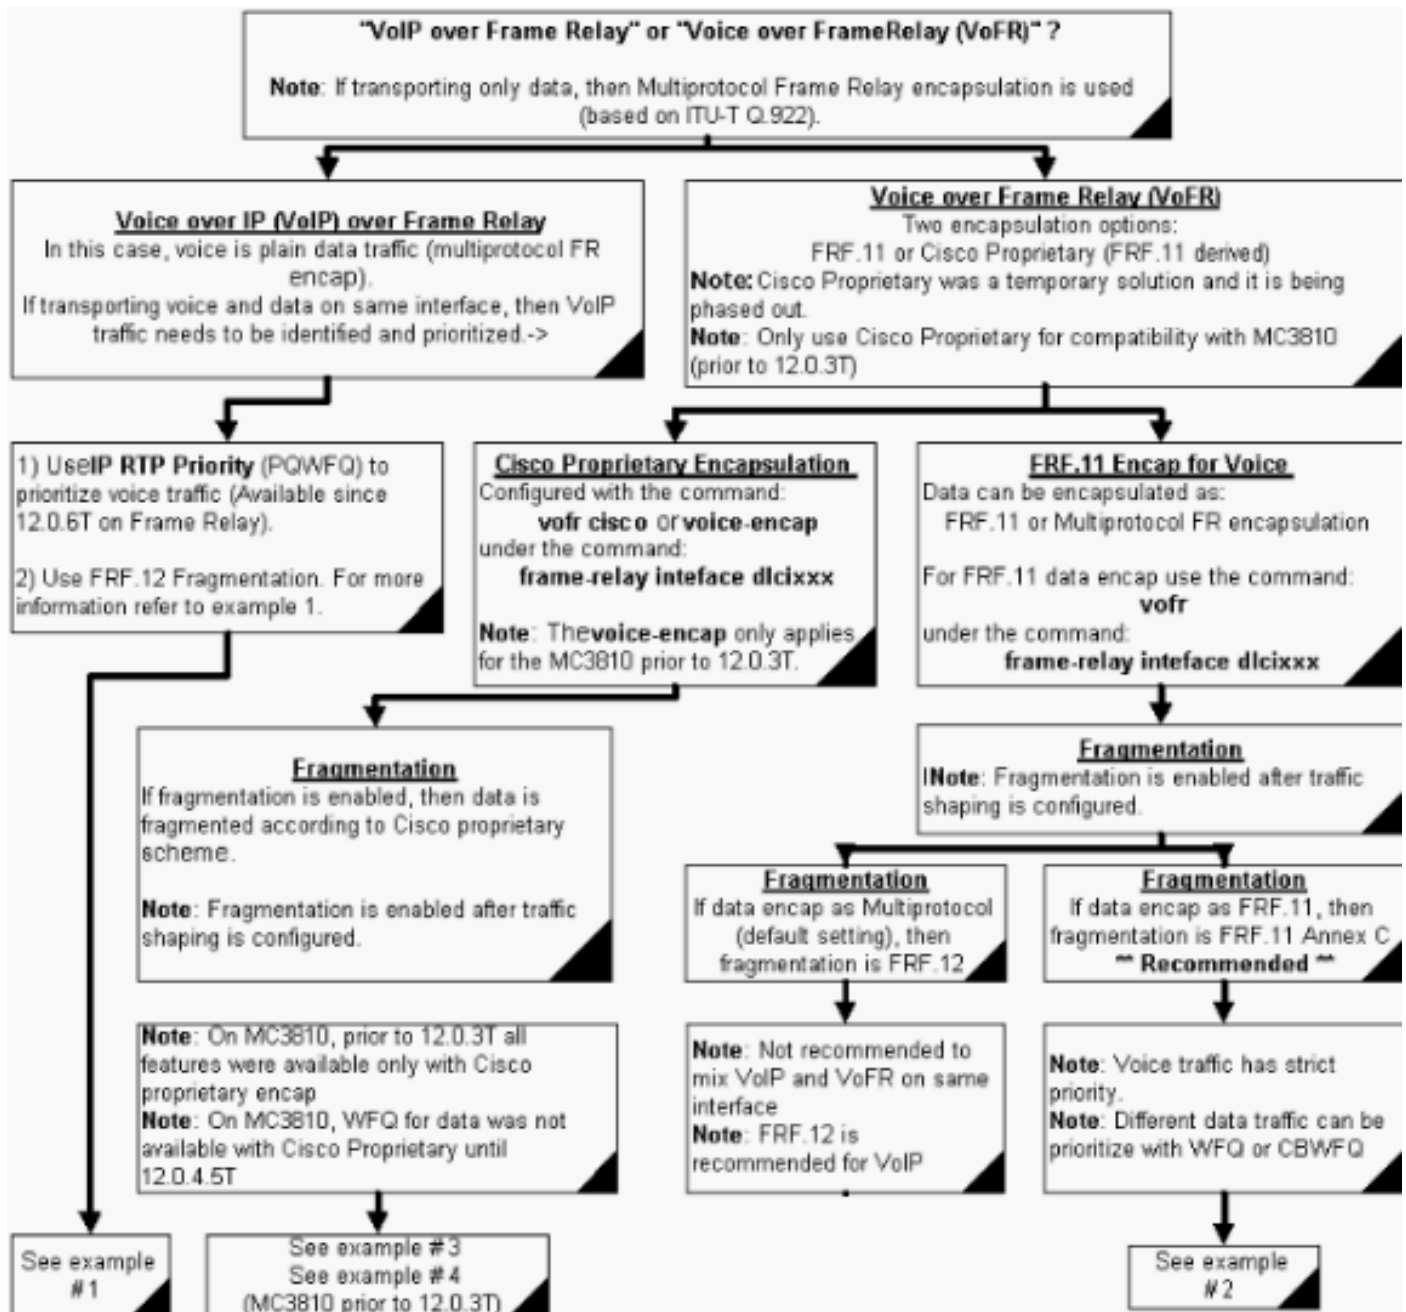 "VoIP over Frame Relay" or "Voice over FrameRelay (VoFR)" ?
Note: If transporting only data, then Multiprotocol Frame Relay encapsulation is used
(based on ITU-T Q.922).
Voice over IP (VoIP) over Frame Relay
In this case, voice is plain data traffic (multiprotocol FR
encap).
If transporting voice and data on same interface, then VoIP
traffic needs to be identified and prioritized.->
Voice over Frame Relay (VoFR)
Two encapsulation options:
FRF.11 or Cisco Proprietary (FRF.11 derived)
Note: Cisco Proprietary was a temporary solution and it is being
phased out.
Note: Only use Cisco Proprietary for compatibility with MC3810
(prior to 12.0.3T)
1) UseIP RTP Priority (PQWFQ) to
prioritize voice traffic (Available since
12.0.6T on Frame Relay).
2) Use FRF.12 Fragmentation. For more
information refer to example 1.
Cisco Proprietary Encapsulation
Configured with the command:
vofr cisco or voice-encap
under the command:
frame-relay inteface dlcixxx
Note: Thevoice-encap only applies
for the MC3810 prior to 12.0.3T.
FRF.11 Encap for Voice
Data can be encapsulated as:
FRF.11 or Multiprotocol FR encapsulation
For FRF.11 data encap use the command:
vofr
under the command:
frame-relay inteface dlcixxx
Fragmentation
If fragmentation is enabled, then data is
fragmented according to Cisco proprietary
scheme.
Note: Fragmentation is enabled after traffic
shaping is configured.
Fragmentation
INote: Fragmentation is enabled after traffic
shaping is configured.
Fragmentation
If data encap as Multiprotocol
(default setting), then
fragmentation is FRF.12
Fragmentation
If data encap as FRF.11, then
fragmentation is FRF.11 Annex C
** Recommended **
Note: On MC3810, prior to 12.0.3T all
features were available only with Cisco
proprietary encap
Note: On MC3810, WFQ for data was not
available with Cisco Proprietary until
12.0.4.5T
Note: Not recommended to
mix VoIP and VoFR on same
interface
Note: FRF.12 is
recommended for VoIP
Note: Voice traffic has strict
priority.
Note: Different data traffic can be
prioritize with WFQ or CBWFQ
See example
#1
See example #3
See example #4
(MC3810 prior to 12.0.3T)
See example
#2